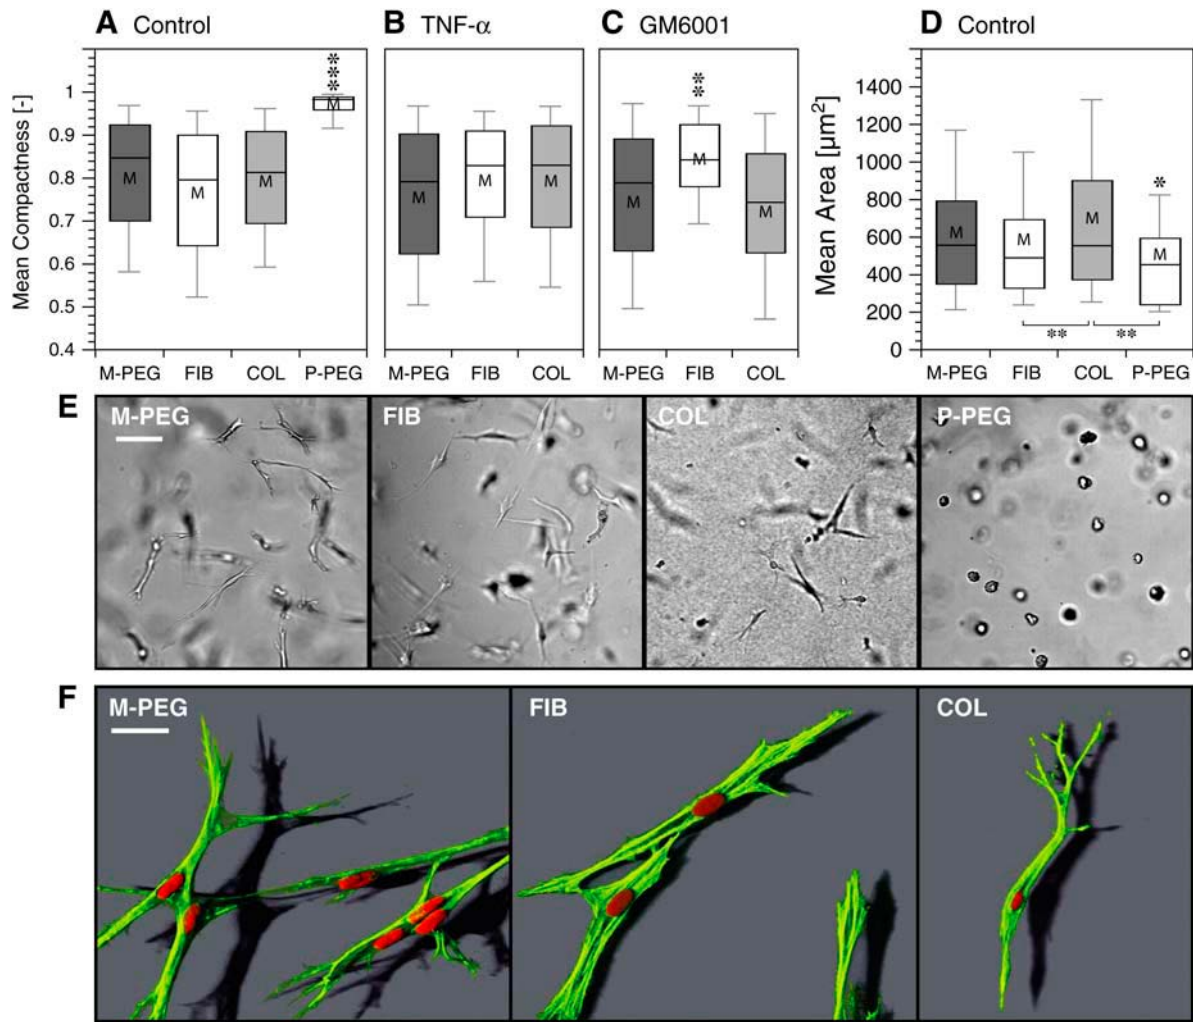 A Control
B TNF-α
C GM6001
D Control
Mean Compactness [-]
1
0.9
0.8
0.7
0.6
0.5
0.4
M
M
M
M
***
M-PEG FIB COL P-PEG
M
M
M
M-PEG FIB COL
M
M
M
**
M-PEG FIB COL
Mean Area [µm²]
1400
1200
1000
800
600
400
200
0
M
M
M
M
*
** **
M-PEG FIB COL P-PEG
E
M-PEG
FIB
COL
P-PEG
F
M-PEG
FIB
COL